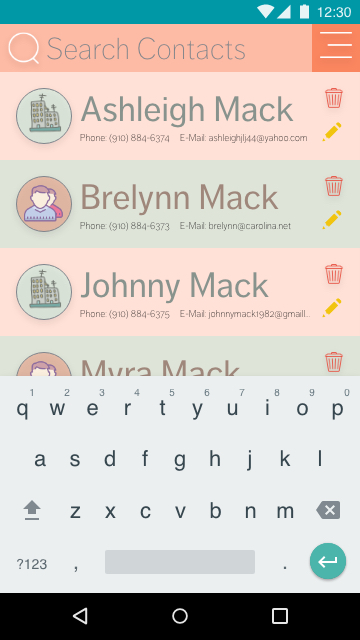 12:30
Search Contacts
Ashleigh Mack
Phone: (910) 884-6374 E-Mail: ashleighjlj44@yahoo.com
Brelynn Mack
Phone: (910) 884-6373 E-Mail: brelynn@carolina.net
Johnny Mack
Phone: (910) 884-6375 E-Mail: johnnymack1982@gmaill...
Myra Mack
1 2 3 4 5 6 7 8 9 0
q w e r t y u i o p
a s d f g h j k l
z x c v b n m
?123 , .